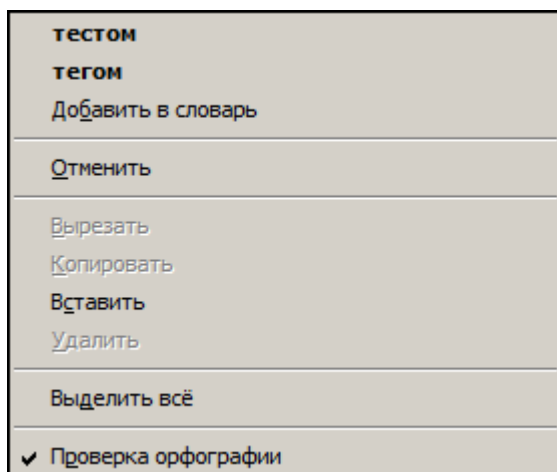 тестом
тегом
Добавить в словарь
Отменить
Вырезать
Копировать
Вставить
Удалить
Выделить всё
Проверка орфографии